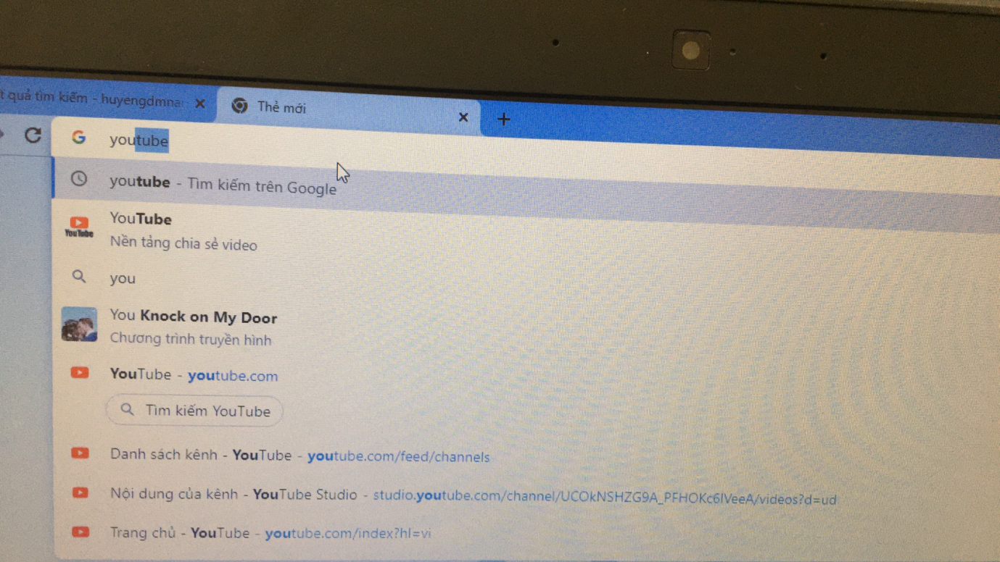 quả tìm kiếm - huyengdmna
Thẻ mới
youtube
youtube - Tìm kiếm trên Google
YouTube
YouTube
Nền tảng chia sẻ video
you
You Knock on My Door
Chương trình truyền hình
YouTube - youtube.com
Tìm kiếm YouTube
Danh sách kênh - YouTube - youtube.com/feed/channels
Nội dung của kênh - YouTube Studio - studio.youtube.com/channel/UCOkNSHZG9A_PFHOKc6lVeeA/videos?d=ud
Trang chủ - YouTube - youtube.com/index?hl=vi